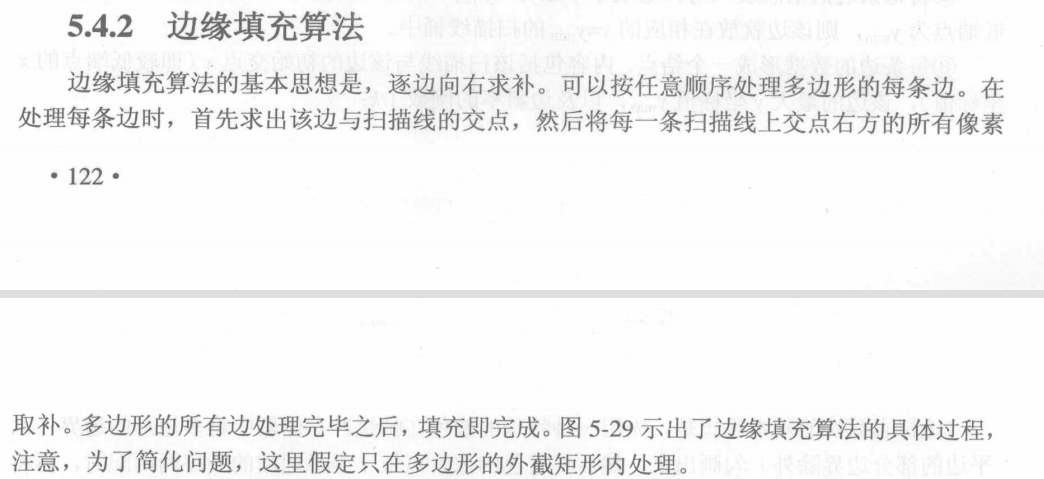 5.4.2 边缘填充算法
边缘填充算法的基本思想是，逐边向右求补。可以按任意顺序处理多边形的每条边。在
处理每条边时，首先求出该边与扫描线的交点，然后将每一条扫描线上交点右方的所有像素
·122·
取补。多边形的所有边处理完毕之后，填充即完成。图 5-29 示出了边缘填充算法的具体过程，
注意，为了简化问题，这里假定只在多边形的外截矩形内处理。